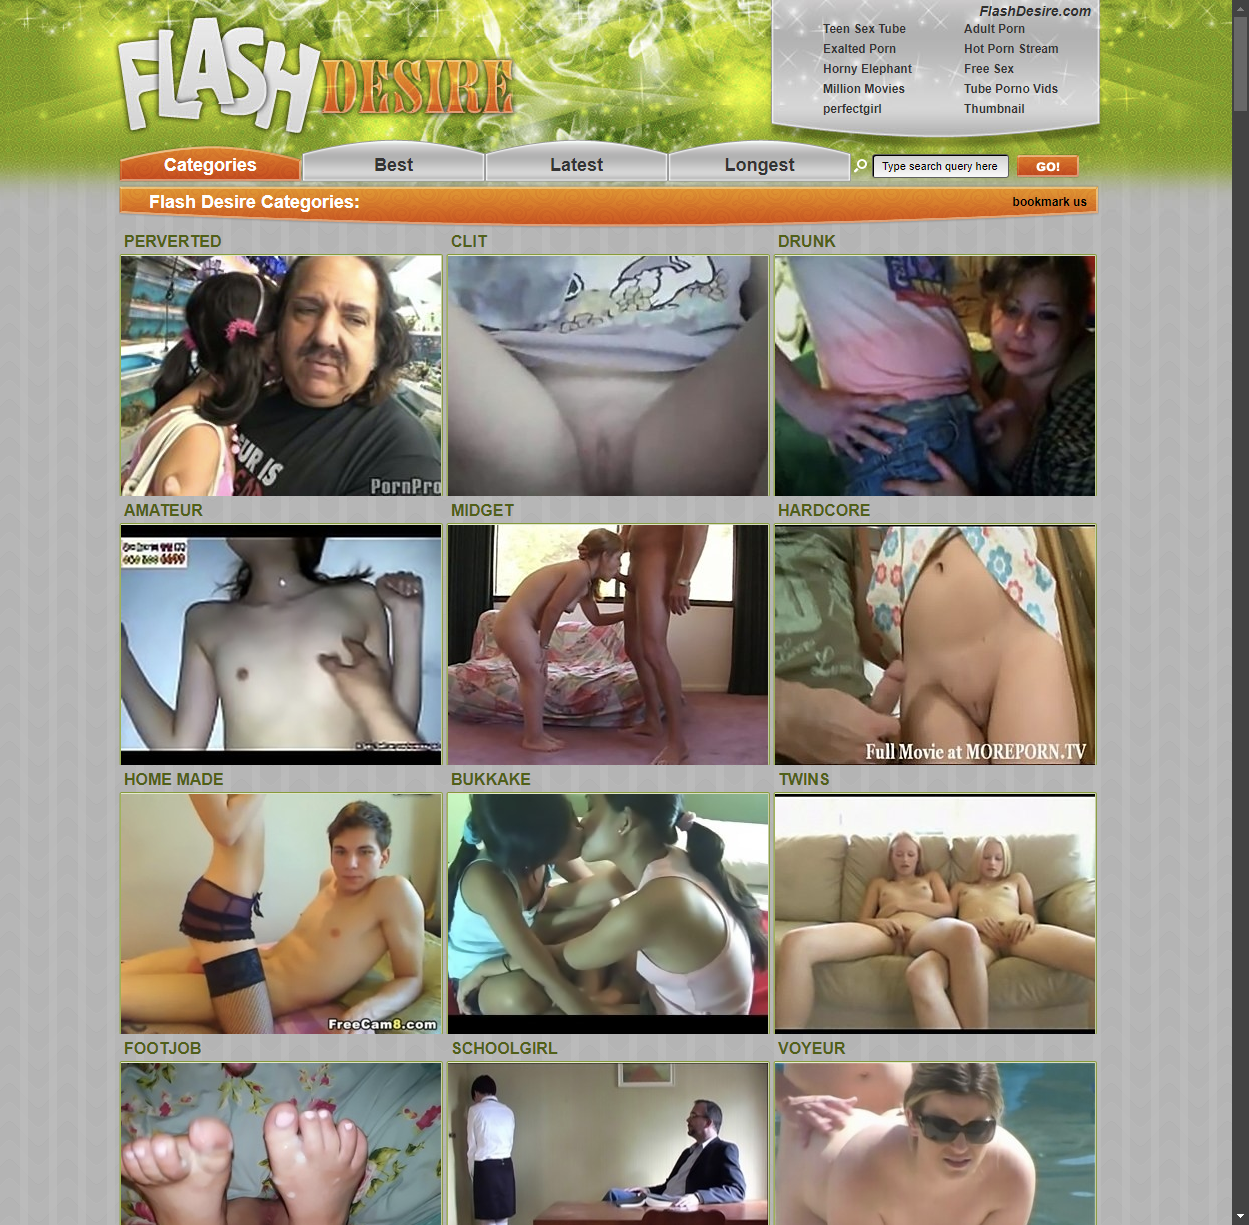 FLASH DESIRE
FlashDesire.com
Teen Sex Tube
Adult Porn
Exalted Porn
Hot Porn Stream
Horny Elephant
Free Sex
Million Movies
Tube Porno Vids
perfectgirl
Thumbnail
Categories
Best
Latest
Longest
Type search query here
GO!
Flash Desire Categories:
bookmark us
PERVERTED
CLIT
DRUNK
PornPro
AMATEUR
MIDGET
HARDCORE
Full Movie at MOREPORN.TV
HOME MADE
BUKKAKE
TWINS
FreeCam8.com
FOOTJOB
SCHOOLGIRL
VOYEUR